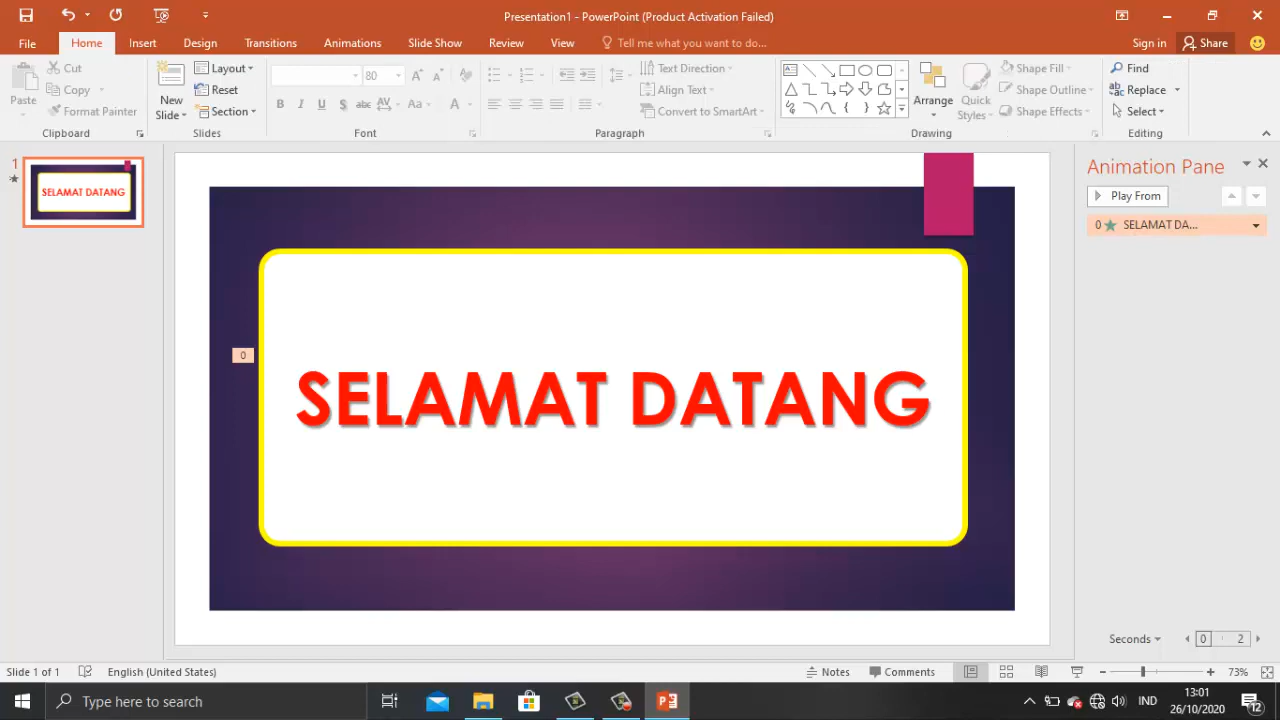 Presentation1 - PowerPoint (Product Activation Failed)
File Home Insert Design Transitions Animations Slide Show Review View Tell me what you want to do... Sign in Share
Paste
Cut
Copy
Format Painter
Clipboard
New Slide
Layout
Reset
Section
Slides
80
B I U S abc AV Aa A
Font
Text Direction
Align Text
Convert to SmartArt
Paragraph
Arrange
Quick Styles
Shape Fill
Shape Outline
Shape Effects
Drawing
Find
Replace
Select
Editing
1
SELAMAT DATANG
0
SELAMAT DATANG
Animation Pane
Play From
0 SELAMAT DA...
Seconds 0 2
Slide 1 of 1 English (United States) Notes Comments 73%
Type here to search
IND
13:01
26/10/2020
12